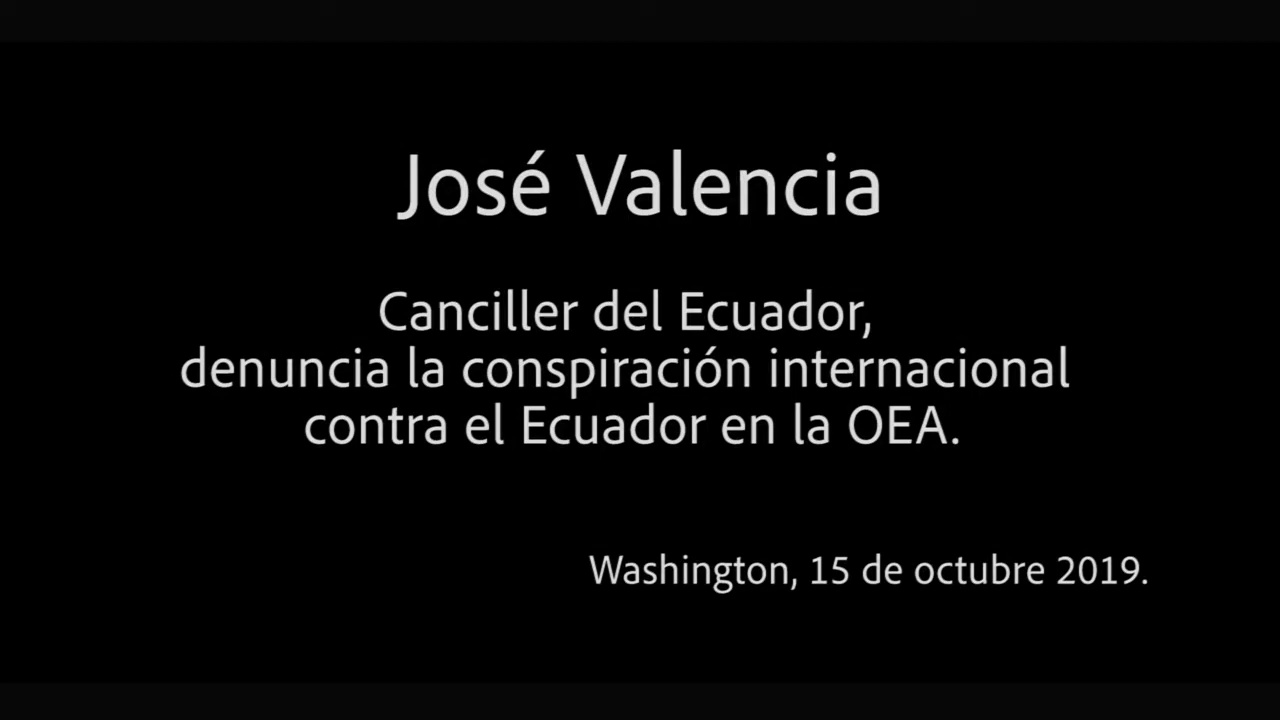 José Valencia
Canciller del Ecuador,
denuncia la conspiración internacional
contra el Ecuador en la OEA.
Washington, 15 de octubre 2019.